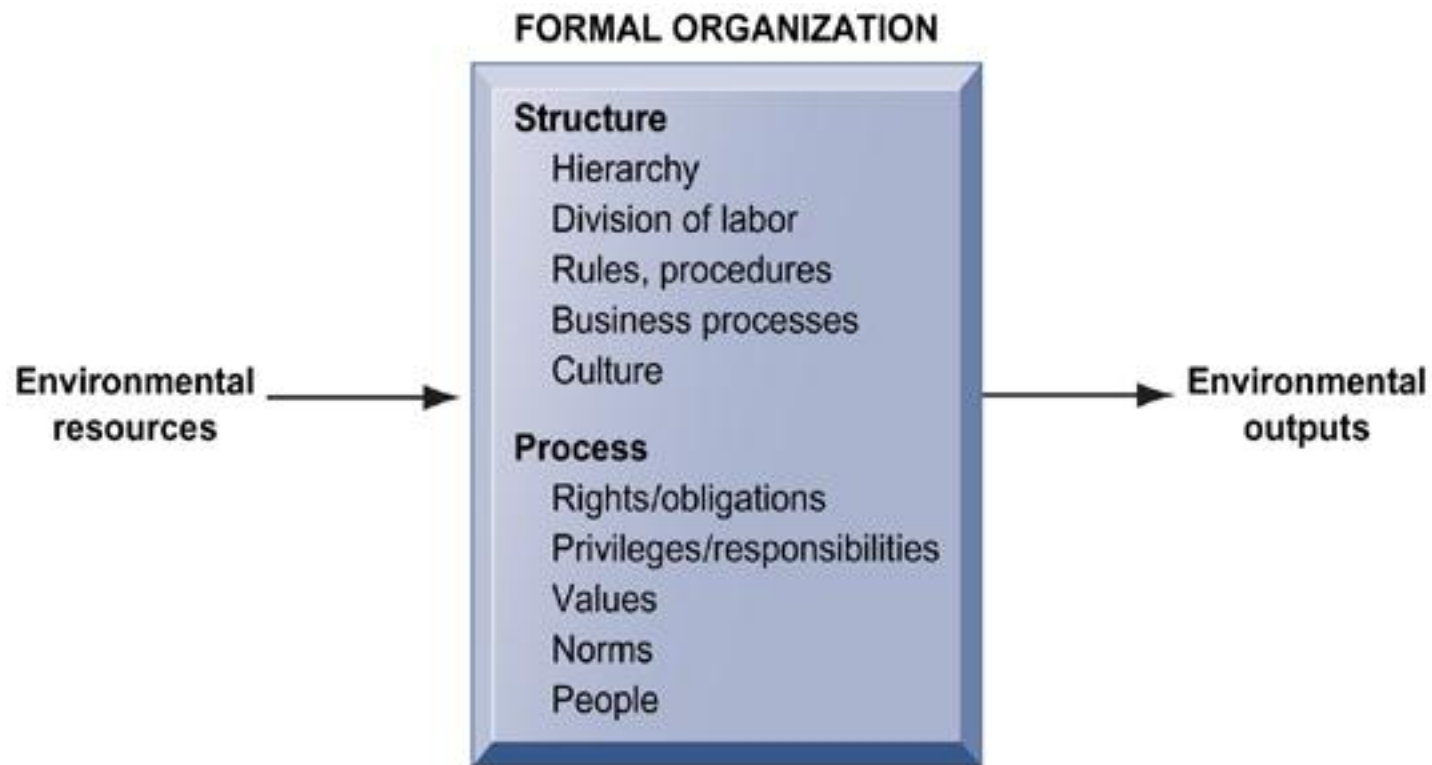 FORMAL ORGANIZATION
Structure
Hierarchy
Division of labor
Rules, procedures
Business processes
Culture
Process
Rights/obligations
Privileges/responsibilities
Values
Norms
People
Environmental
resources
Environmental
outputs